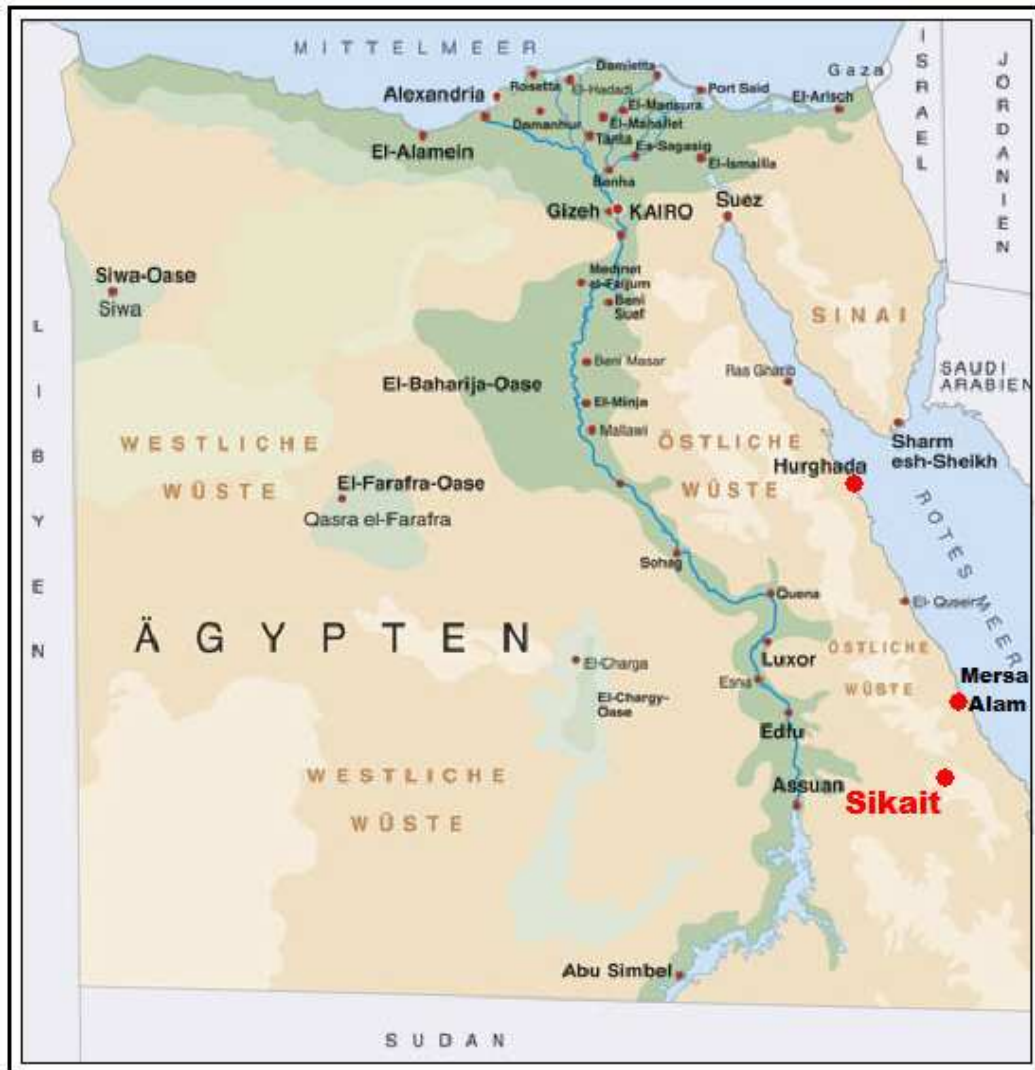 MITTELMEER
ISRAEL
JORDANIEN
Damietta
Gaza
Rosetta
El-Hadadi
Port Said
Alexandria
El-Arisch
El-Mansura
Damanhur
El-Mahallet
Tanta
El-Alamein
Ea-Sagasig
El-Ismailia
Benha
Gizeh
KAIRO
Suez
Siwa-Oase
Siwa
Medinet
el-Faijum
Beni
Suef
SINAI
LIBYEN
Beni Masar
Ras Gharib
SAUDI
ARABIEN
El-Baharija-Oase
El-Minja
Mallawi
WESTLICHE
WÜSTE
ÖSTLICHE
WÜSTE
Sharm
esh-Sheikh
Hurghada
El-Farafra-Oase
Qasra el-Farafra
ROTES MEER
Sohag
Quena
El-Quseir
ÄGYPTEN
Luxor
ÖSTLICHE
WÜSTE
El-Charga
Esna
Mersa
Alam
El-Chargy-
Oase
Edfu
WESTLICHE
WÜSTE
Assuan
Sikait
Abu Simbel
SUDAN